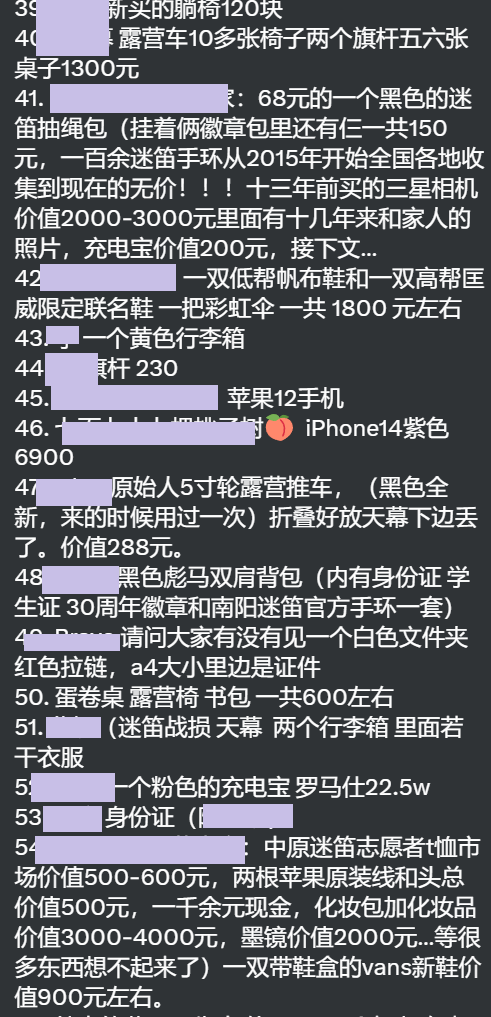 39 新买的躺椅120块
40 露营车10多张椅子两个旗杆五六张
桌子1300元
41. ：68元的一个黑色的迷
笛抽绳包（挂着俩徽章包里还有仨一共150
元，一百余迷笛手环从2015年开始全国各地收
集到现在的无价！！！十三年前买的三星相机
价值2000-3000元里面有十几年来和家人的
照片，充电宝价值200元，接下文...
42 一双低帮帆布鞋和一双高帮匡
威限定联名鞋 一把彩虹伞 一共 1800 元左右
43. 一个黄色行李箱
44 旗杆 230
45. 苹果12手机
46. 树🍑 iPhone14紫色
6900
47 原始人5寸轮露营推车，（黑色全
新，来的时候用过一次）折叠好放天幕下边丢
了。价值288元。
48 黑色彪马双肩背包（内有身份证 学
生证 30周年徽章和南阳迷笛官方手环一套）
49 请问大家有没有见一个白色文件夹
红色拉链，a4大小里边是证件
50. 蛋卷桌 露营椅 书包 一共600左右
51. （迷笛战损 天幕 两个行李箱 里面若
干衣服
52 一个粉色的充电宝 罗马仕22.5w
53 身份证（
54 ：中原迷笛志愿者t恤市
场价值500-600元，两根苹果原装线和头总
价值500元，一千余元现金，化妆包加化妆品
价值3000-4000元，墨镜价值2000元...等很
多东西想不起来了）一双带鞋盒的vans新鞋价
值900元左右。